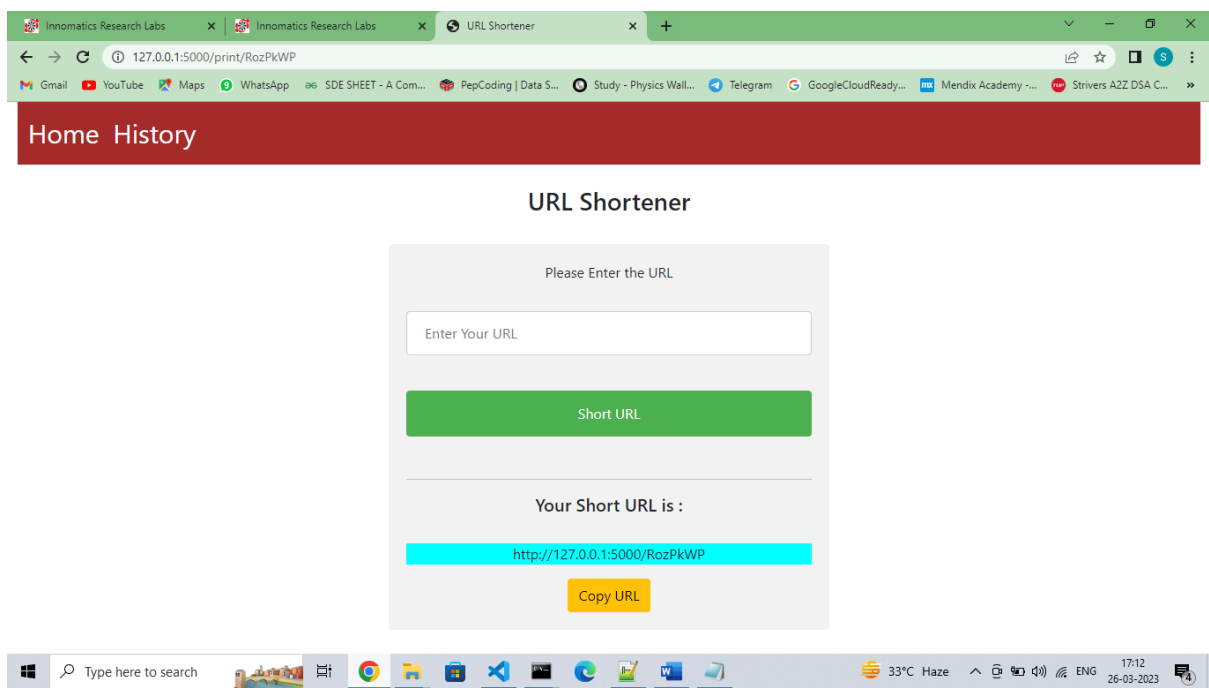 Innomatics Research Labs Innomatics Research Labs URL Shortener
127.0.0.1:5000/print/RozPkWP S
Gmail YouTube Maps WhatsApp SDE SHEET - A Com... PepCoding | Data S... Study - Physics Wall... Telegram GoogleCloudReady... mx Mendix Academy -... Strivers A2Z DSA C... »
Home History
URL Shortener
Please Enter the URL
Enter Your URL
Short URL
Your Short URL is :
http://127.0.0.1:5000/RozPkWP
Copy URL
Type here to search 33°C Haze ENG 17:12
26-03-2023 4